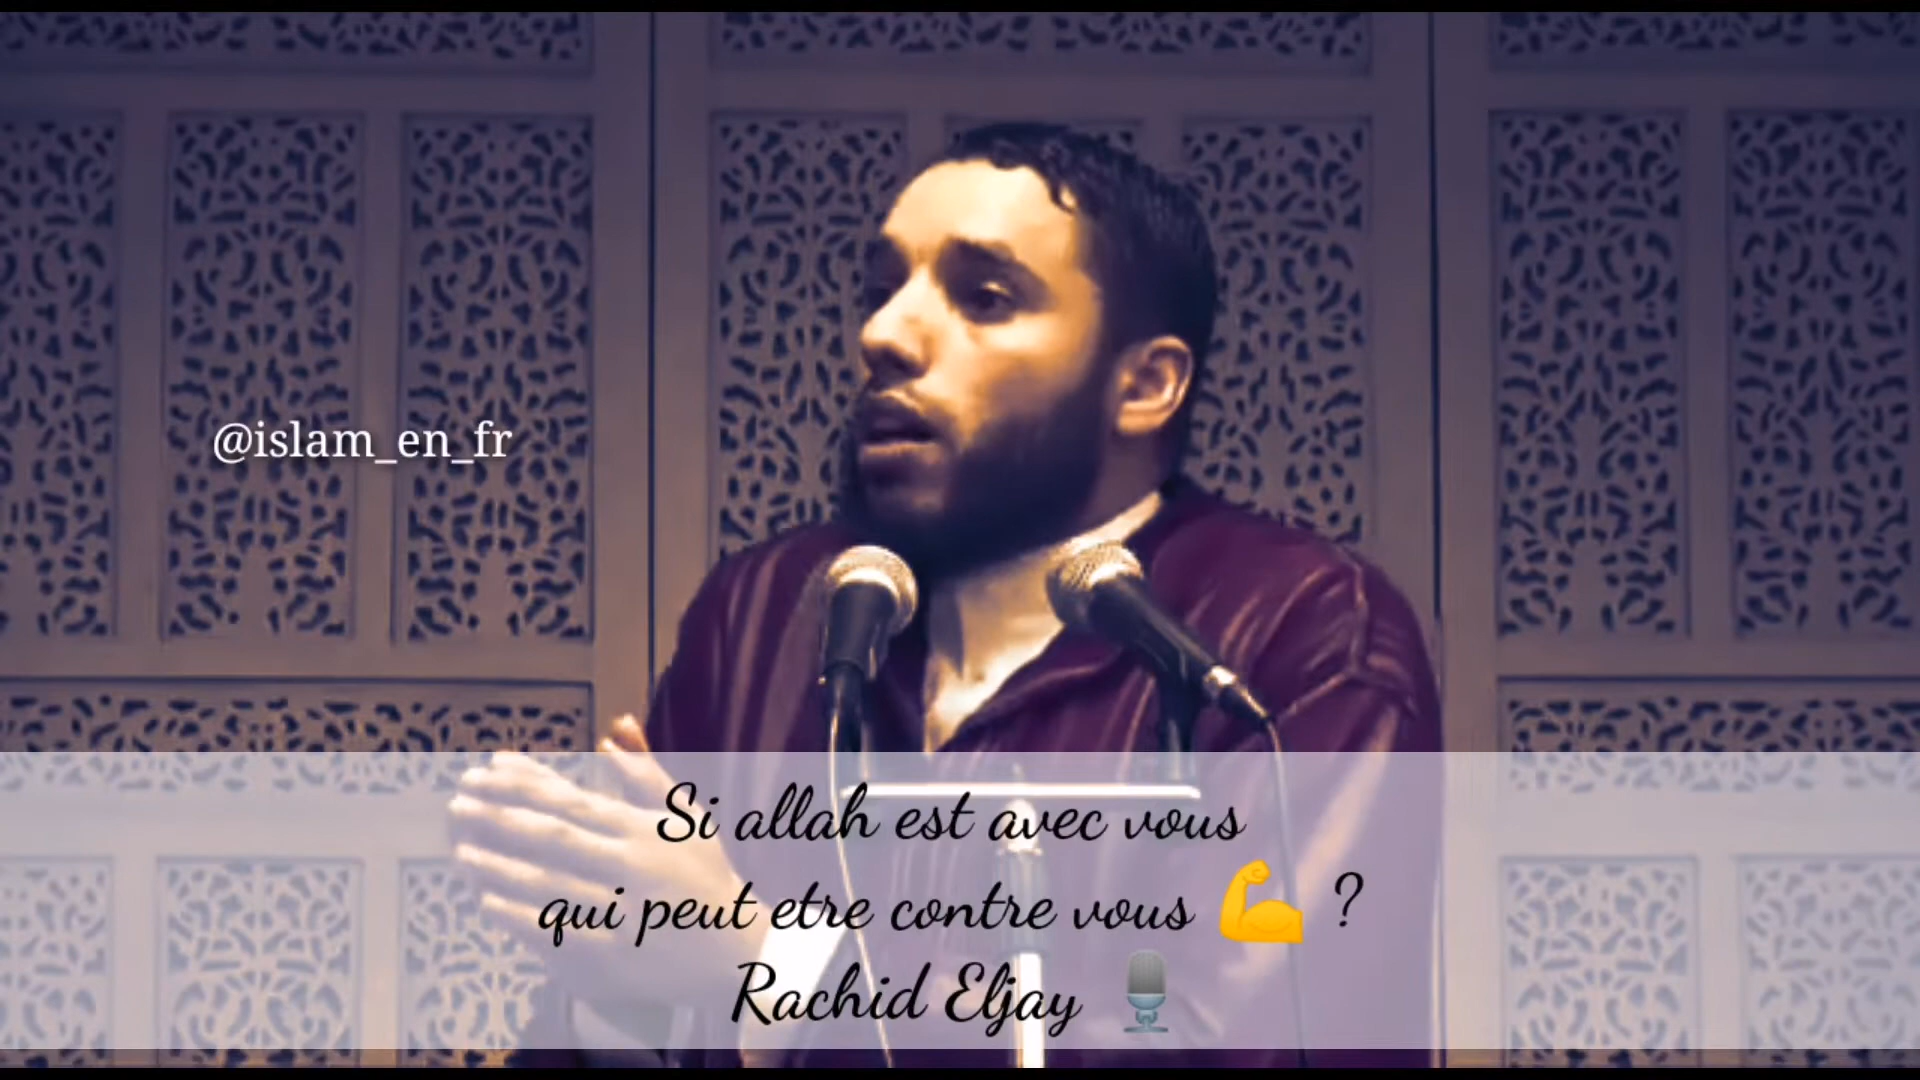 @islam_en_fr
Si allah est avec vous
qui peut etre contre vous 💪 ?
Rachid Eljay 🎙️